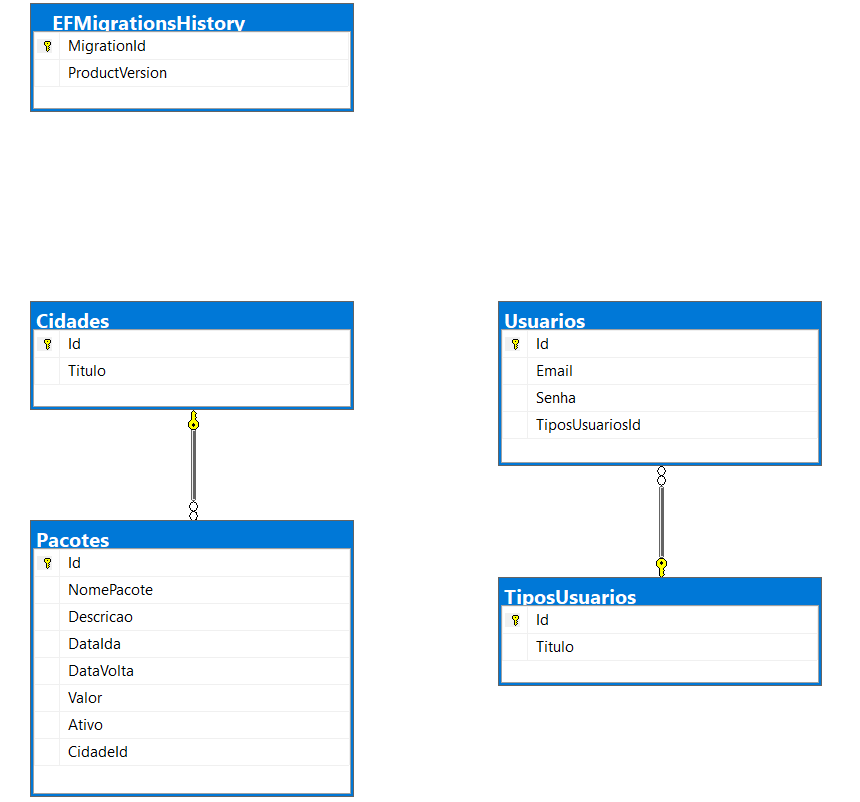 EFMigrationsHistory
MigrationId
ProductVersion
Cidades
Id
Titulo
Pacotes
Id
NomePacote
Descricao
DataIda
DataVolta
Valor
Ativo
CidadeId
Usuarios
Id
Email
Senha
TiposUsuariosId
TiposUsuarios
Id
Titulo